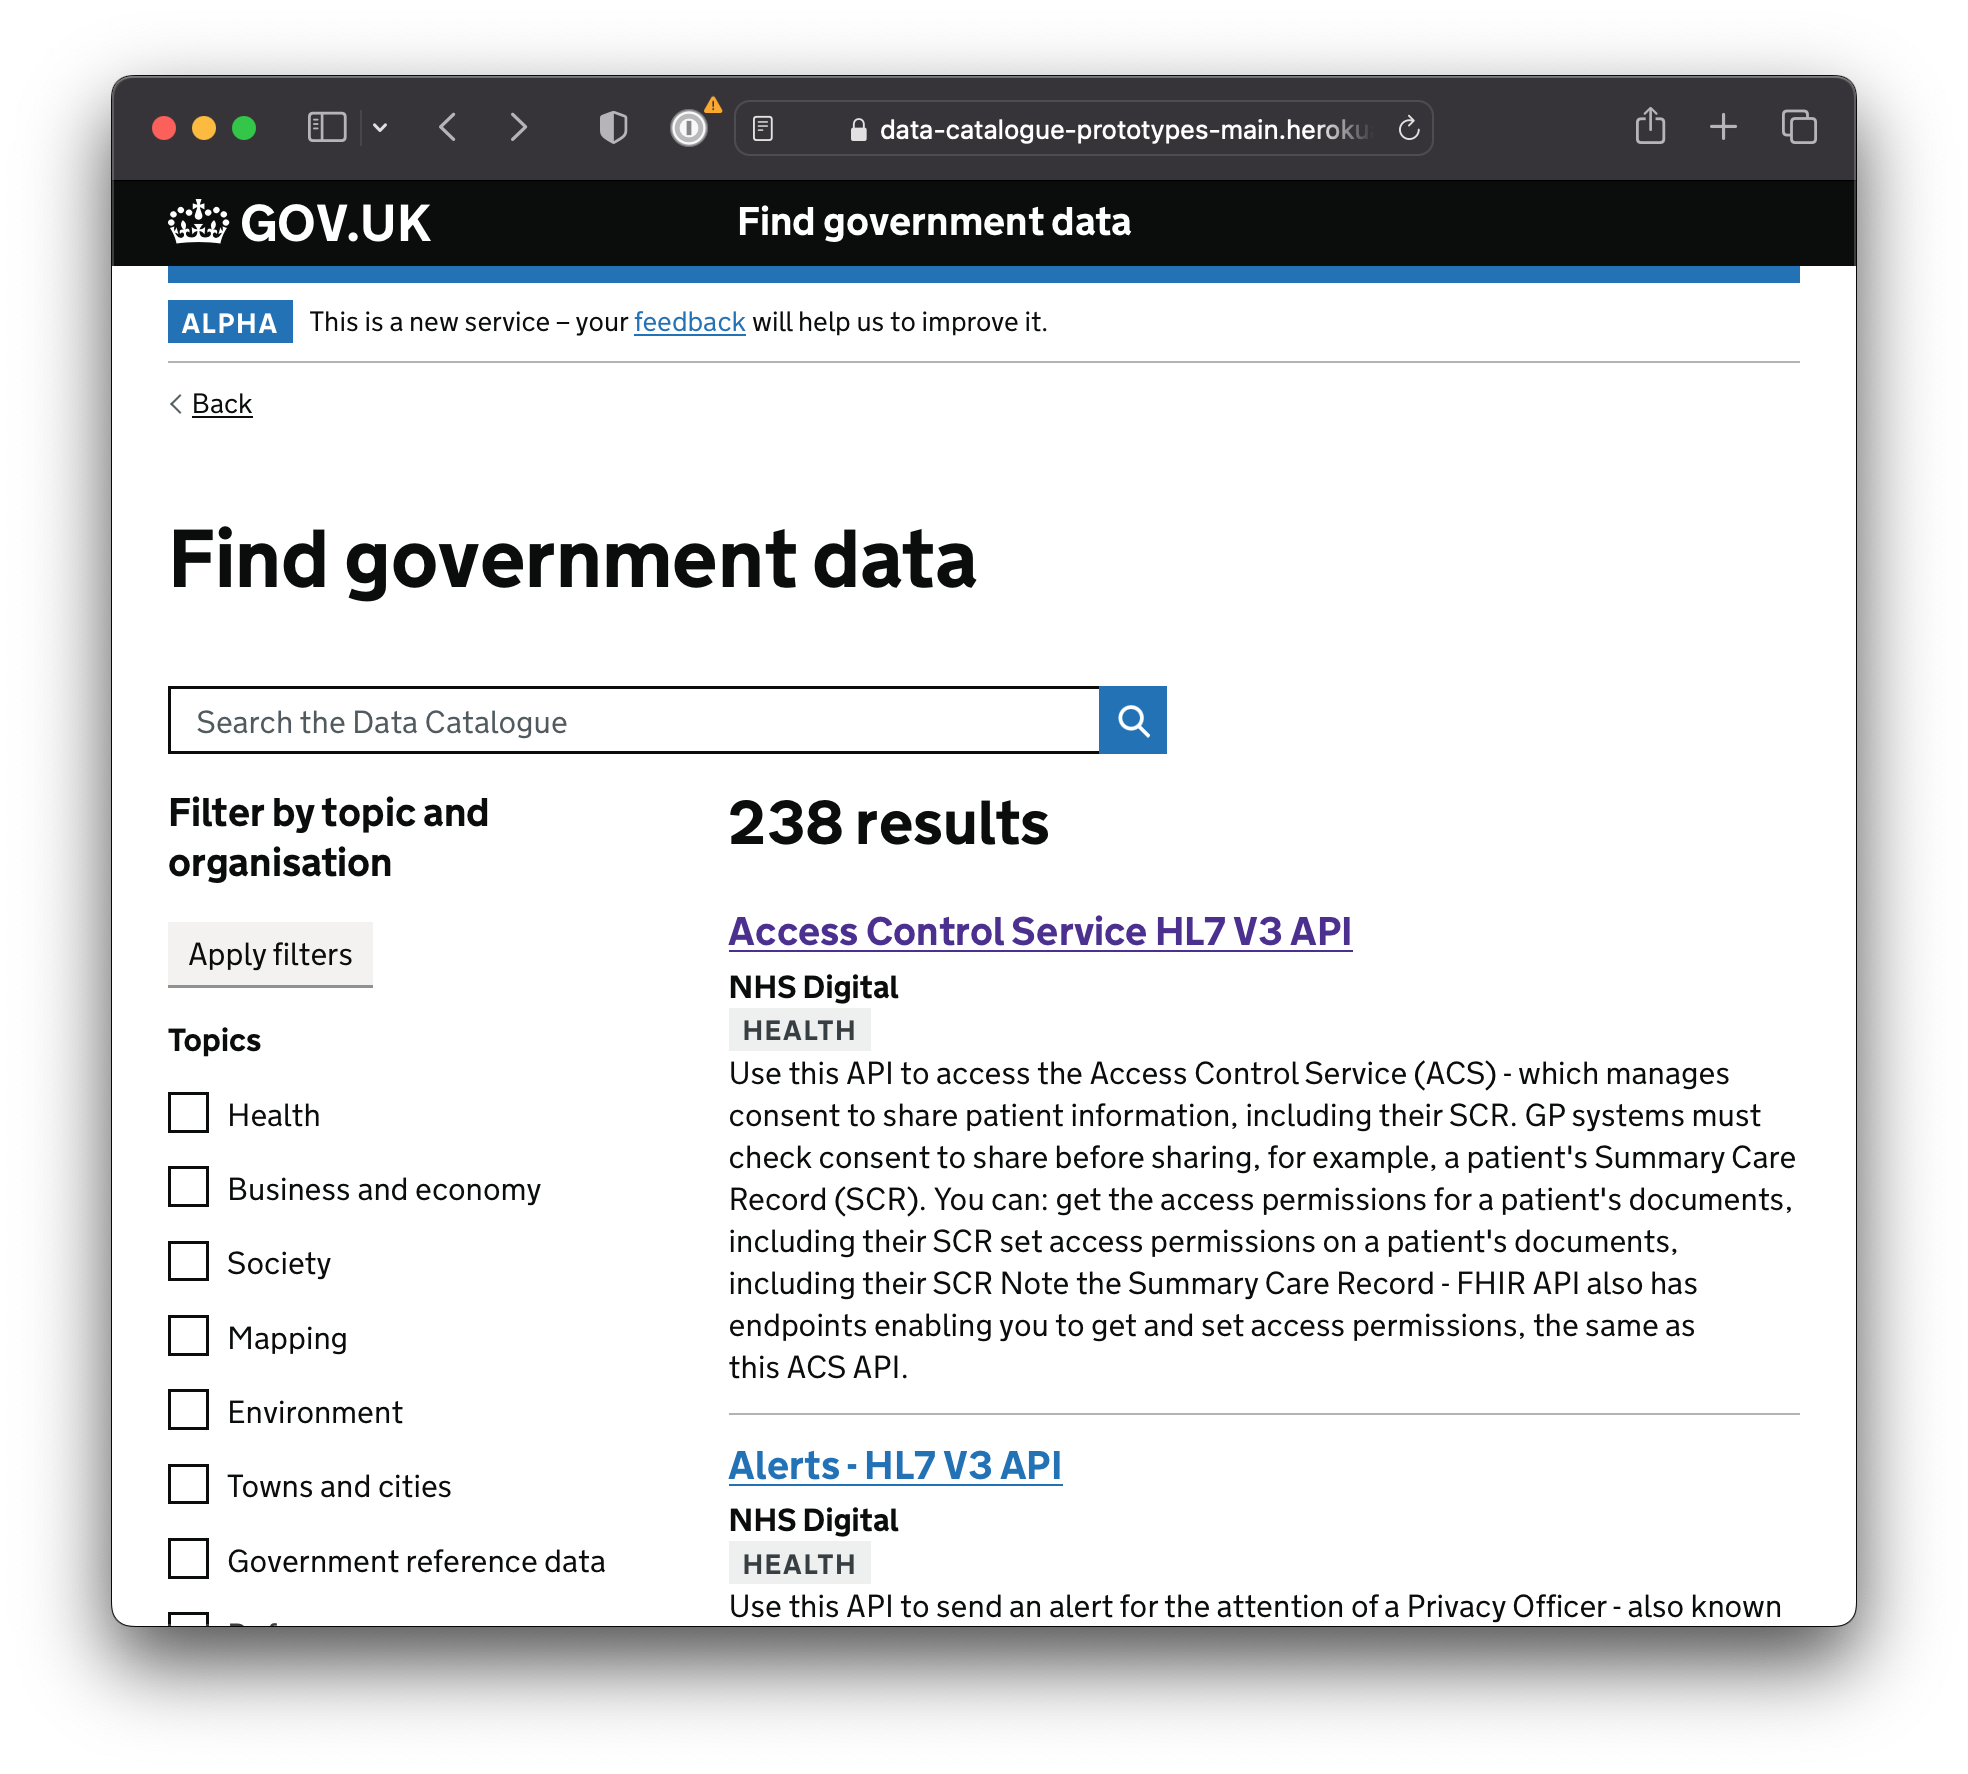 data-catalogue-prototypes-main.heroku
GOV.UK
Find government data
ALPHA
This is a new service – your feedback will help us to improve it.
Back
Find government data
Search the Data Catalogue
Filter by topic and
organisation
Apply filters
Topics
Health
Business and economy
Society
Mapping
Environment
Towns and cities
Government reference data
238 results
Access Control Service HL7 V3 API
NHS Digital
HEALTH
Use this API to access the Access Control Service (ACS) - which manages
consent to share patient information, including their SCR. GP systems must
check consent to share before sharing, for example, a patient's Summary Care
Record (SCR). You can: get the access permissions for a patient's documents,
including their SCR set access permissions on a patient's documents,
including their SCR Note the Summary Care Record - FHIR API also has
endpoints enabling you to get and set access permissions, the same as
this ACS API.
Alerts - HL7 V3 API
NHS Digital
HEALTH
Use this API to send an alert for the attention of a Privacy Officer - also known